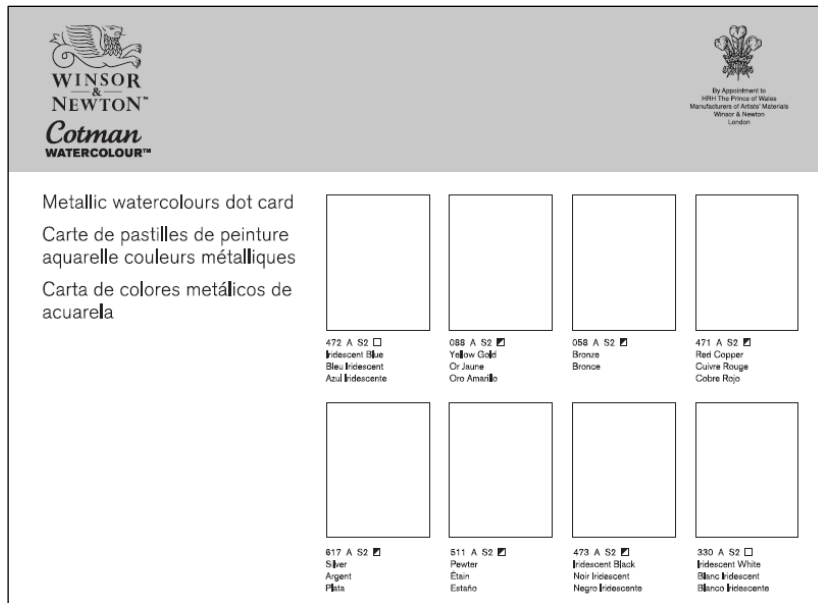 WINSOR
&
NEWTON™
Cotman
WATERCOLOUR™
By Appointment to
HRH The Prince of Wales
Manufacturers of Artists' Materials
Winsor & Newton
London
Metallic watercolours dot card
Carte de pastilles de peinture
aquarelle couleurs métalliques
Carta de colores metálicos de
acuarela
472 A S2
Iridescent Blue
Bleu Iridescent
Azul Iridescente
088 A S2
Yellow Gold
Or Jaune
Oro Amarillo
058 A S2
Bronze
Bronce
471 A S2
Red Copper
Cuivre Rouge
Cobre Rojo
617 A S2
Silver
Argent
Plata
511 A S2
Pewter
Étain
Estaño
473 A S2
Iridescent Black
Noir Iridescent
Negro Iridescente
330 A S2
Iridescent White
Blanc Iridescent
Blanco Iridescente